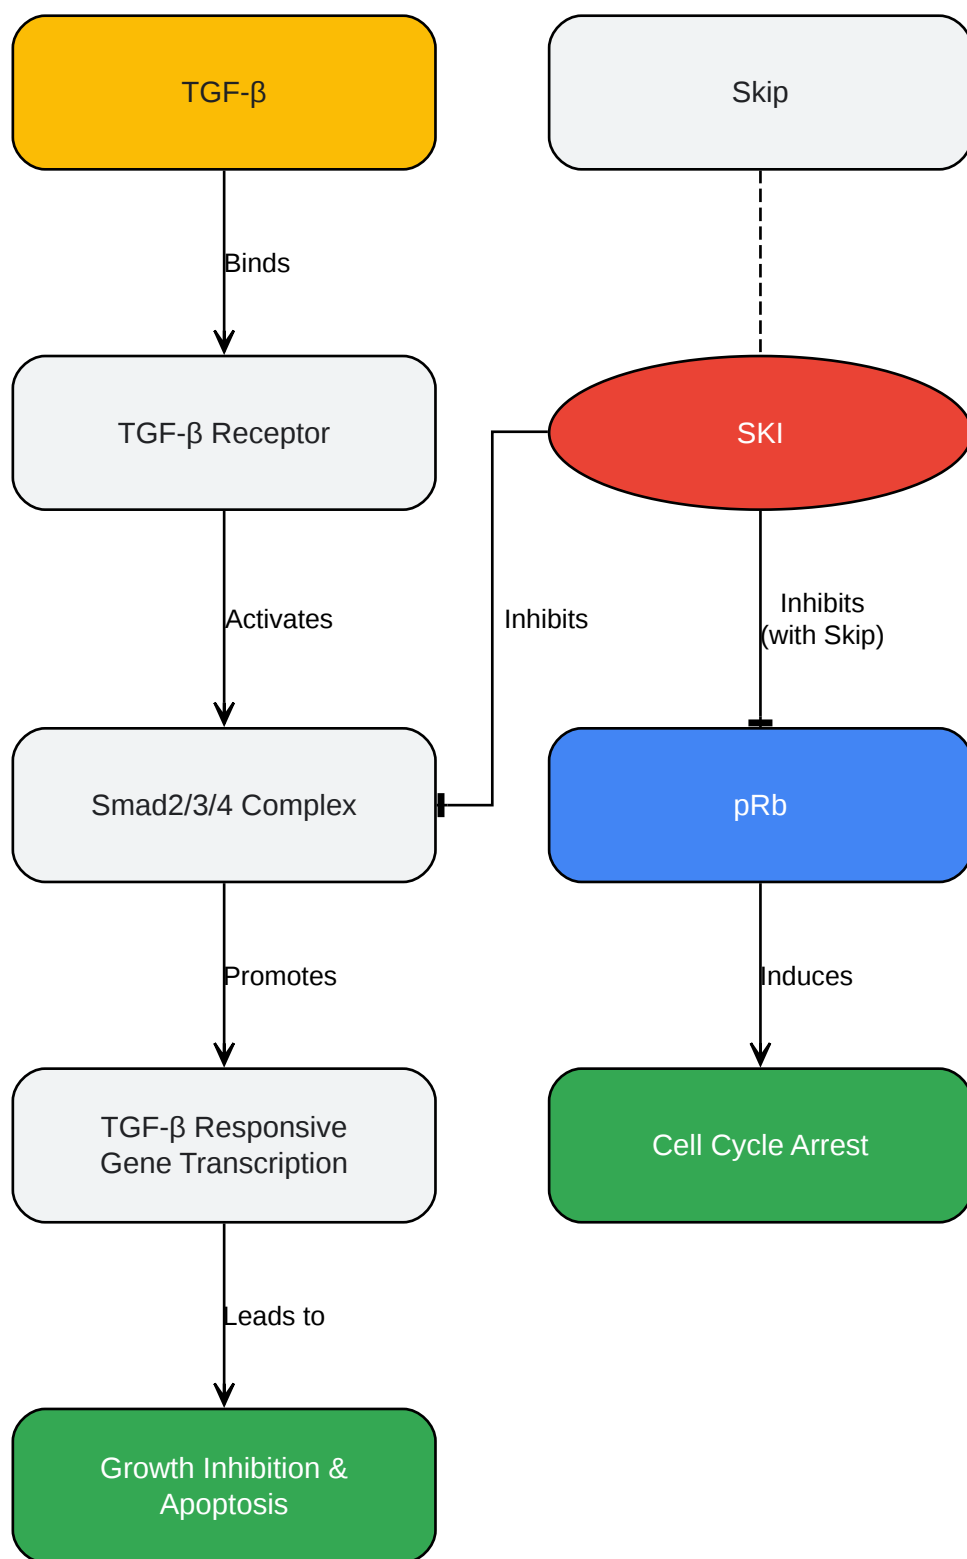 TGF-β
Skip
Binds
TGF-β Receptor
SKI
Activates
Inhibits
Inhibits
(with Skip)
Smad2/3/4 Complex
pRb
Promotes
Induces
TGF-β Responsive
Gene Transcription
Cell Cycle Arrest
Leads to
Growth Inhibition &
Apoptosis